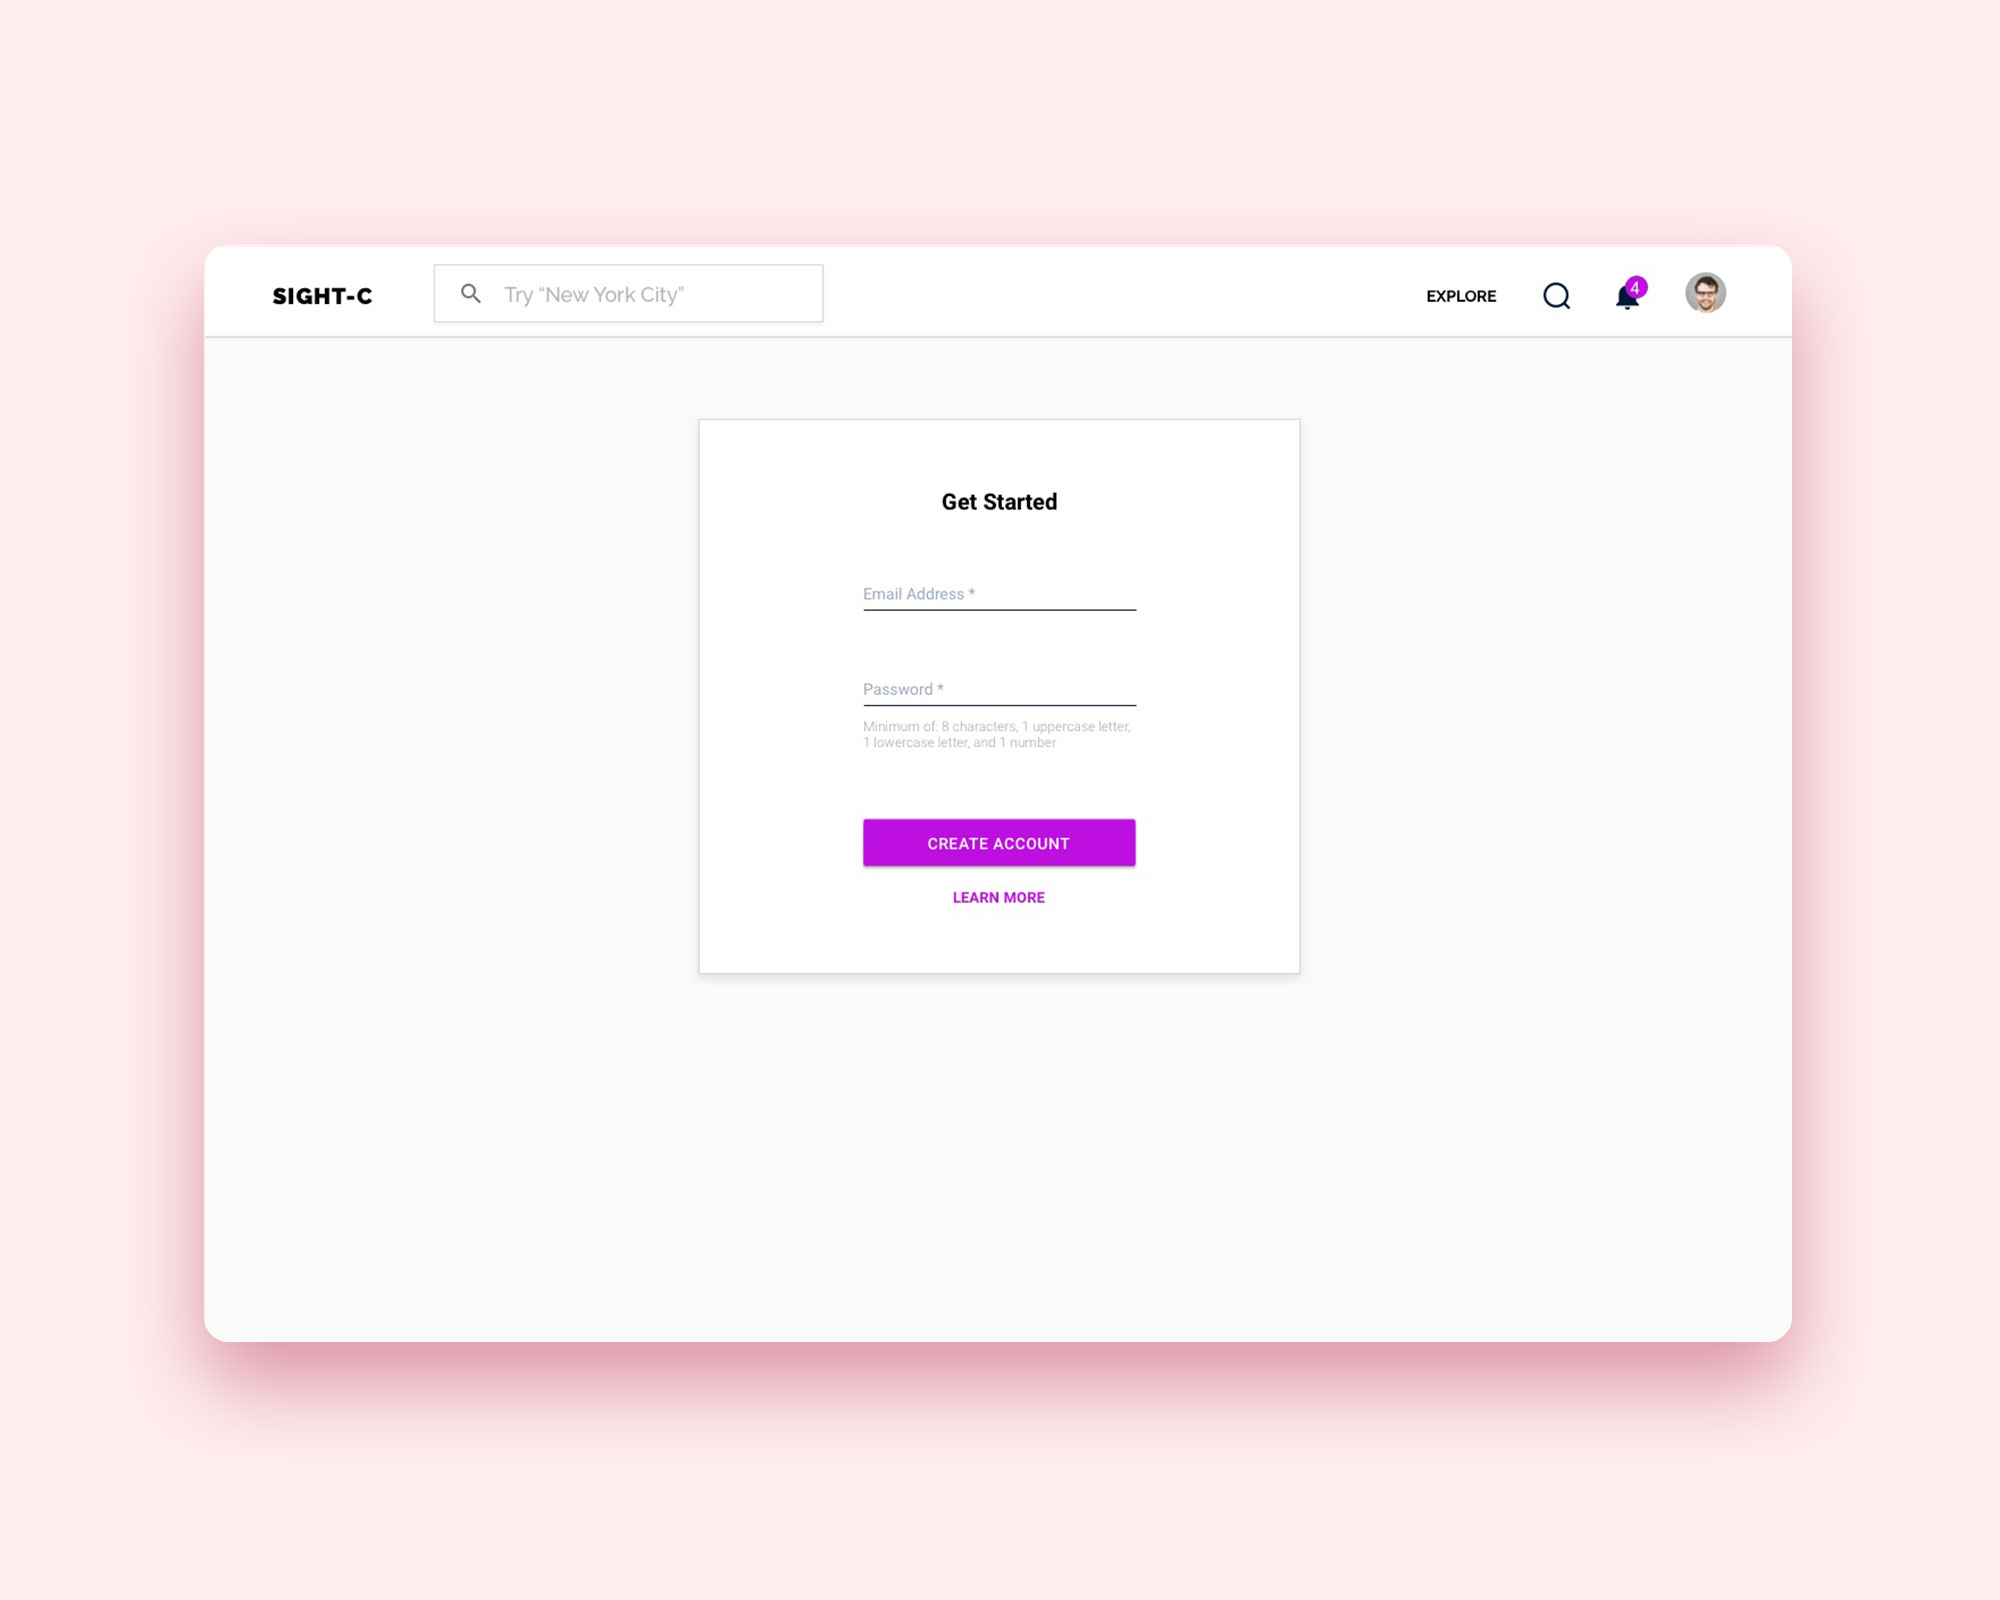 SIGHT-C
Try “New York City”
EXPLORE
4
Get Started
Email Address *
Password *
Minimum of: 8 characters, 1 uppercase letter,
1 lowercase letter, and 1 number
CREATE ACCOUNT
LEARN MORE